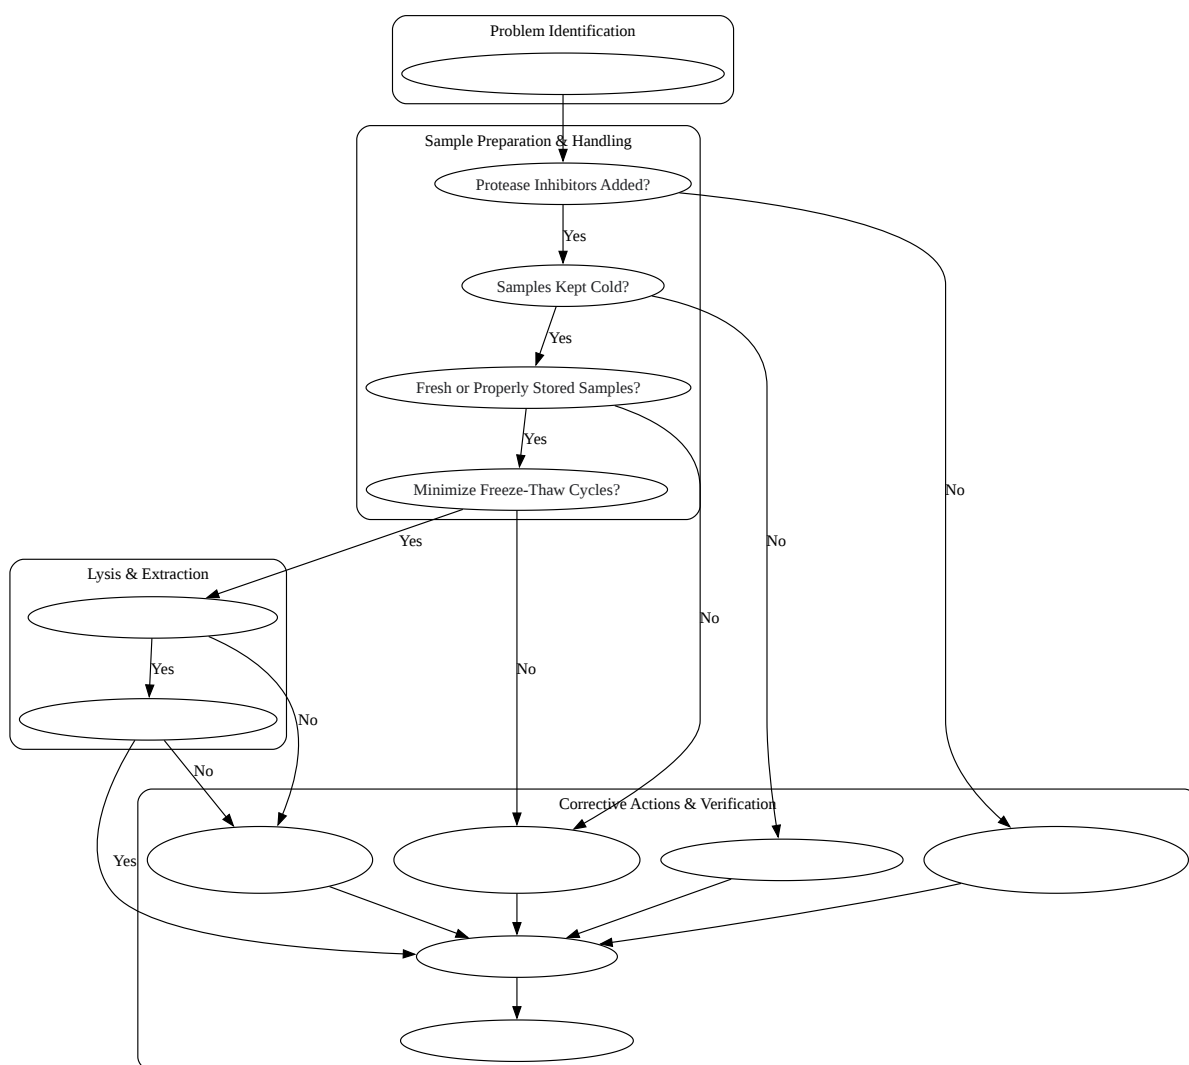 Problem Identification
Sample Preparation & Handling
Protease Inhibitors Added?
Yes
Samples Kept Cold?
Yes
Fresh or Properly Stored Samples?
Yes
Minimize Freeze-Thaw Cycles?
No
Yes
No
Lysis & Extraction
No
Yes
No
No
No
Corrective Actions & Verification
Yes